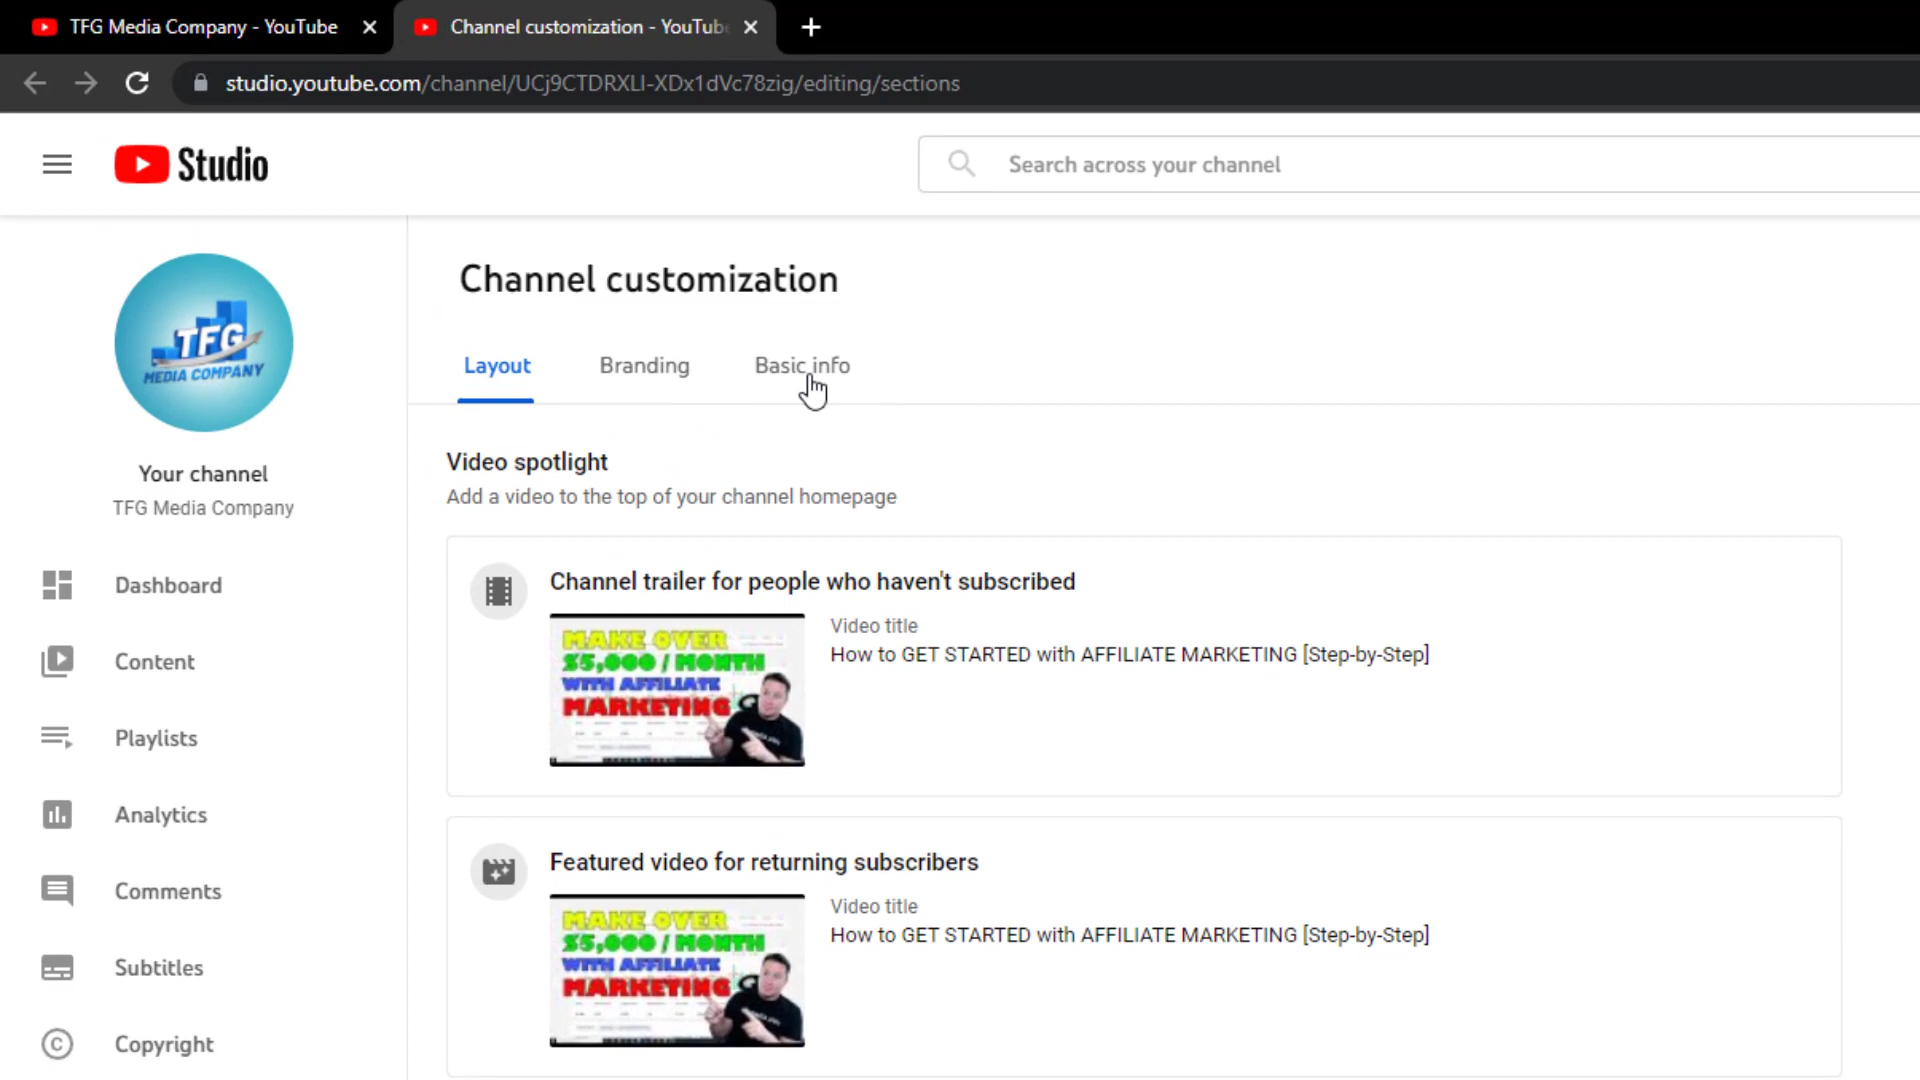 TFG Media Company - YouTube
Channel customization - YouTub
studio.youtube.com/channel/UCj9CTDRXLI-XDx1dVc78zig/editing/sections
Studio
Search across your channel
TFG
MEDIA COMPANY
Your channel
TFG Media Company
Dashboard
Content
Playlists
Analytics
Comments
Subtitles
Copyright
Channel customization
Layout
Branding
Basic info
Video spotlight
Add a video to the top of your channel homepage
Channel trailer for people who haven't subscribed
MAKE OVER
$5,000 / MONTH
WITH AFFILIATE
MARKETING
Video title
How to GET STARTED with AFFILIATE MARKETING [Step-by-Step]
Featured video for returning subscribers
MAKE OVER
$5,000 / MONTH
WITH AFFILIATE
MARKETING
Video title
How to GET STARTED with AFFILIATE MARKETING [Step-by-Step]